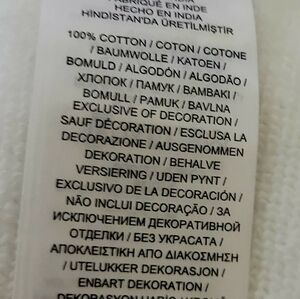 FABRIQUÉ EN INDE
HECHO EN INDIA
HİNDİSTAN'DA ÜRETİLMİŞTİR
100% COTTON / COTON / COTONE
/ BAUMWOLLE / KATOEN /
BOMULD / ALGODÓN / ALGODÃO /
ХЛОПОК / ПАМУК / BAMBAKI /
BOMULL / PAMUK / BAVLNA
EXCLUSIVE OF DECORATION /
SAUF DÉCORATION / ESCLUSA LA
DECORAZIONE / AUSGENOMMEN
DEKORATION / BEHALVE
VERSIERING / UDEN PYNT /
EXCLUSIVO DE LA DECORACIÓN /
NÃO INCLUI DECORAÇÃO / ЗА
ИСКЛЮЧЕНИЕМ ДЕКОРАТИВНОЙ
ОТДЕЛКИ / БЕЗ УКРАСАТА /
ΑΠΟΚΛΕΙΣΤΙΚΗ ΑΠΟ ΔΙΑΚΟΣΜΗΣΗ
/ UTELUKKER DEKORASJON /
ENBART DEKORATION /